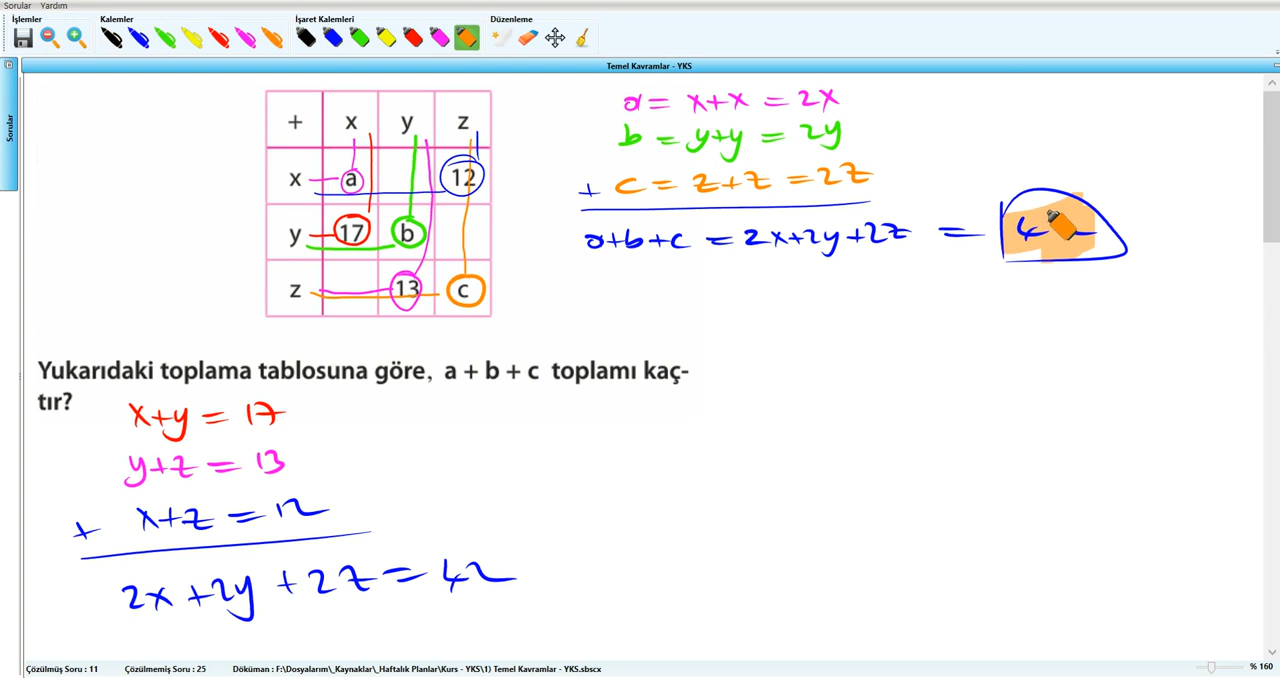 Sorular Yardım
İşlemler Kalemler İşaret Kalemleri Düzenleme
Temel Kavramlar - YKS
Sorular
+ x y z
x a 12
y 17 b
z 13 c
a = x+x = 2x
b = y+y = 2y
+ c = z+z = 2z
a+b+c = 2x+2y+2z = 4
Yukarıdaki toplama tablosuna göre, a + b + c toplamı kaç-
tır?
x+y = 17
y+z = 13
+ x+z = 12
2x +2y +2z = 42
Çözülmüş Soru : 11 Çözülmemiş Soru : 25 Döküman : F:\Dosyalarım\_Kaynaklar\_Haftalık Planlar\Kurs - YKS\1) Temel Kavramlar - YKS.sbscx % 160